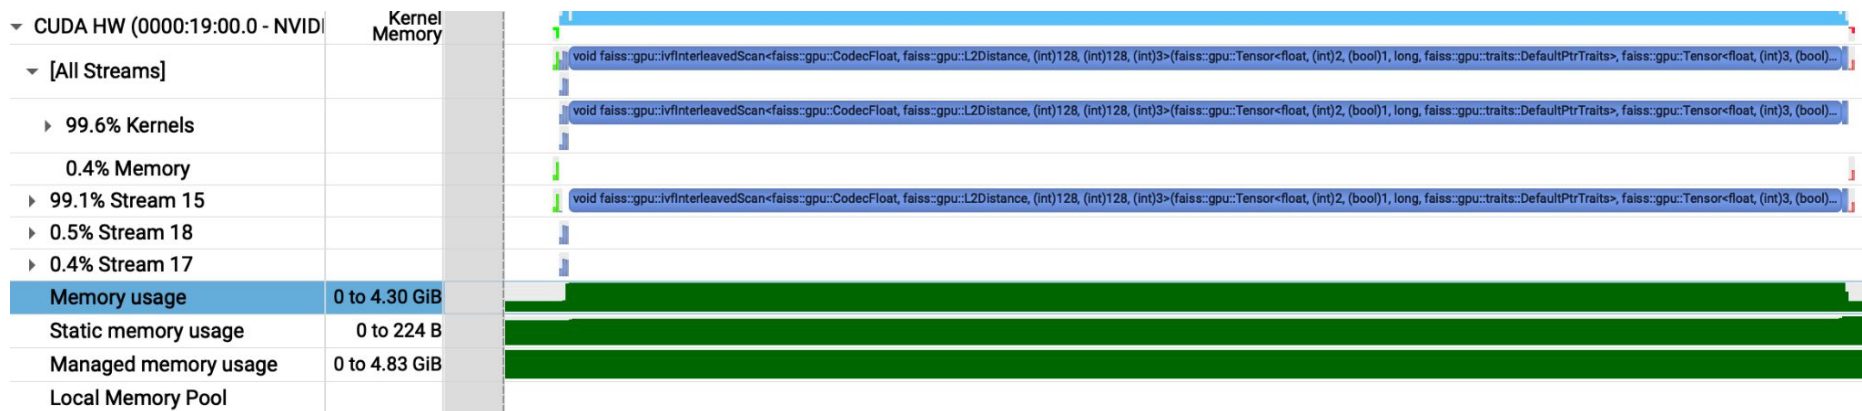 CUDA HW (0000:19:00.0 - NVIDI
Kernel
Memory
[All Streams]
void faiss::gpu::ivfInterleavedScan<faiss::gpu::CodecFloat, faiss::gpu::L2Distance, (int)128, (int)128, (int)3>(faiss::gpu::Tensor<float, (int)2, (bool)1, long, faiss::gpu::traits::DefaultPtrTraits>, faiss::gpu::Tensor<float, (int)3, (bool)...
99.6% Kernels
void faiss::gpu::ivfInterleavedScan<faiss::gpu::CodecFloat, faiss::gpu::L2Distance, (int)128, (int)128, (int)3>(faiss::gpu::Tensor<float, (int)2, (bool)1, long, faiss::gpu::traits::DefaultPtrTraits>, faiss::gpu::Tensor<float, (int)3, (bool)...
0.4% Memory
99.1% Stream 15
void faiss::gpu::ivfInterleavedScan<faiss::gpu::CodecFloat, faiss::gpu::L2Distance, (int)128, (int)128, (int)3>(faiss::gpu::Tensor<float, (int)2, (bool)1, long, faiss::gpu::traits::DefaultPtrTraits>, faiss::gpu::Tensor<float, (int)3, (bool)...
0.5% Stream 18
0.4% Stream 17
Memory usage 0 to 4.30 GiB
Static memory usage 0 to 224 B
Managed memory usage 0 to 4.83 GiB
Local Memory Pool